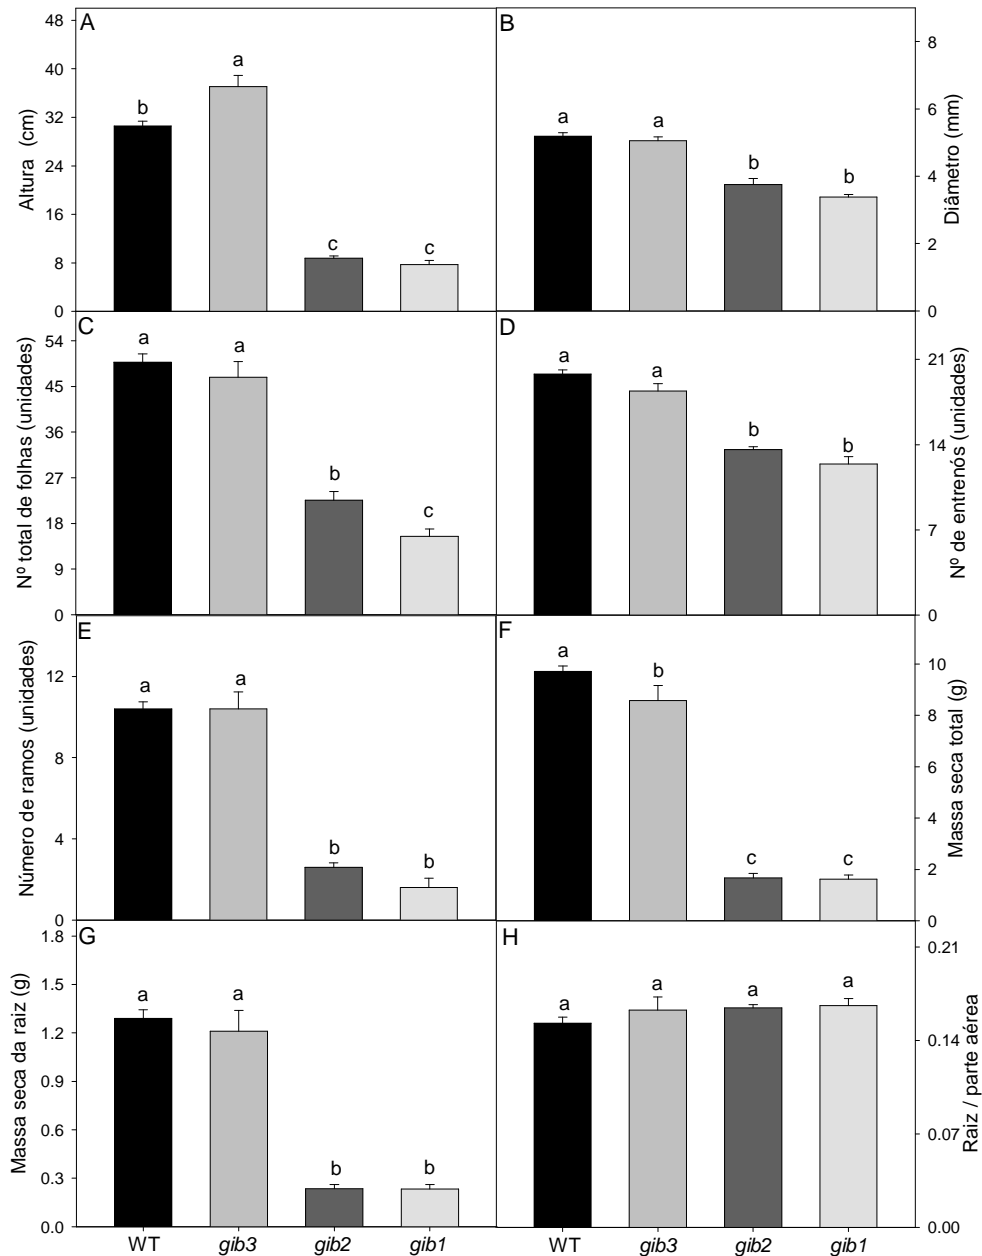 A
Altura (cm)
48
40
32
24
16
8
0
b
a
c
c
B
Diâmetro (mm)
8
6
4
2
0
a
a
b
b
C
Nº total de folhas (unidades)
54
45
36
27
18
9
0
a
a
b
c
D
Nº de entrenós (unidades)
21
14
7
0
a
a
b
b
E
Número de ramos (unidades)
12
8
4
0
a
a
b
b
F
Massa seca total (g)
10
8
6
4
2
0
a
b
c
c
G
Massa seca da raiz (g)
1.8
1.5
1.2
0.9
0.6
0.3
0.0
a
a
b
b
WT gib3 gib2 gib1
H
Raiz / parte aérea
0.21
0.14
0.07
0.00
a
a
a
a
WT gib3 gib2 gib1